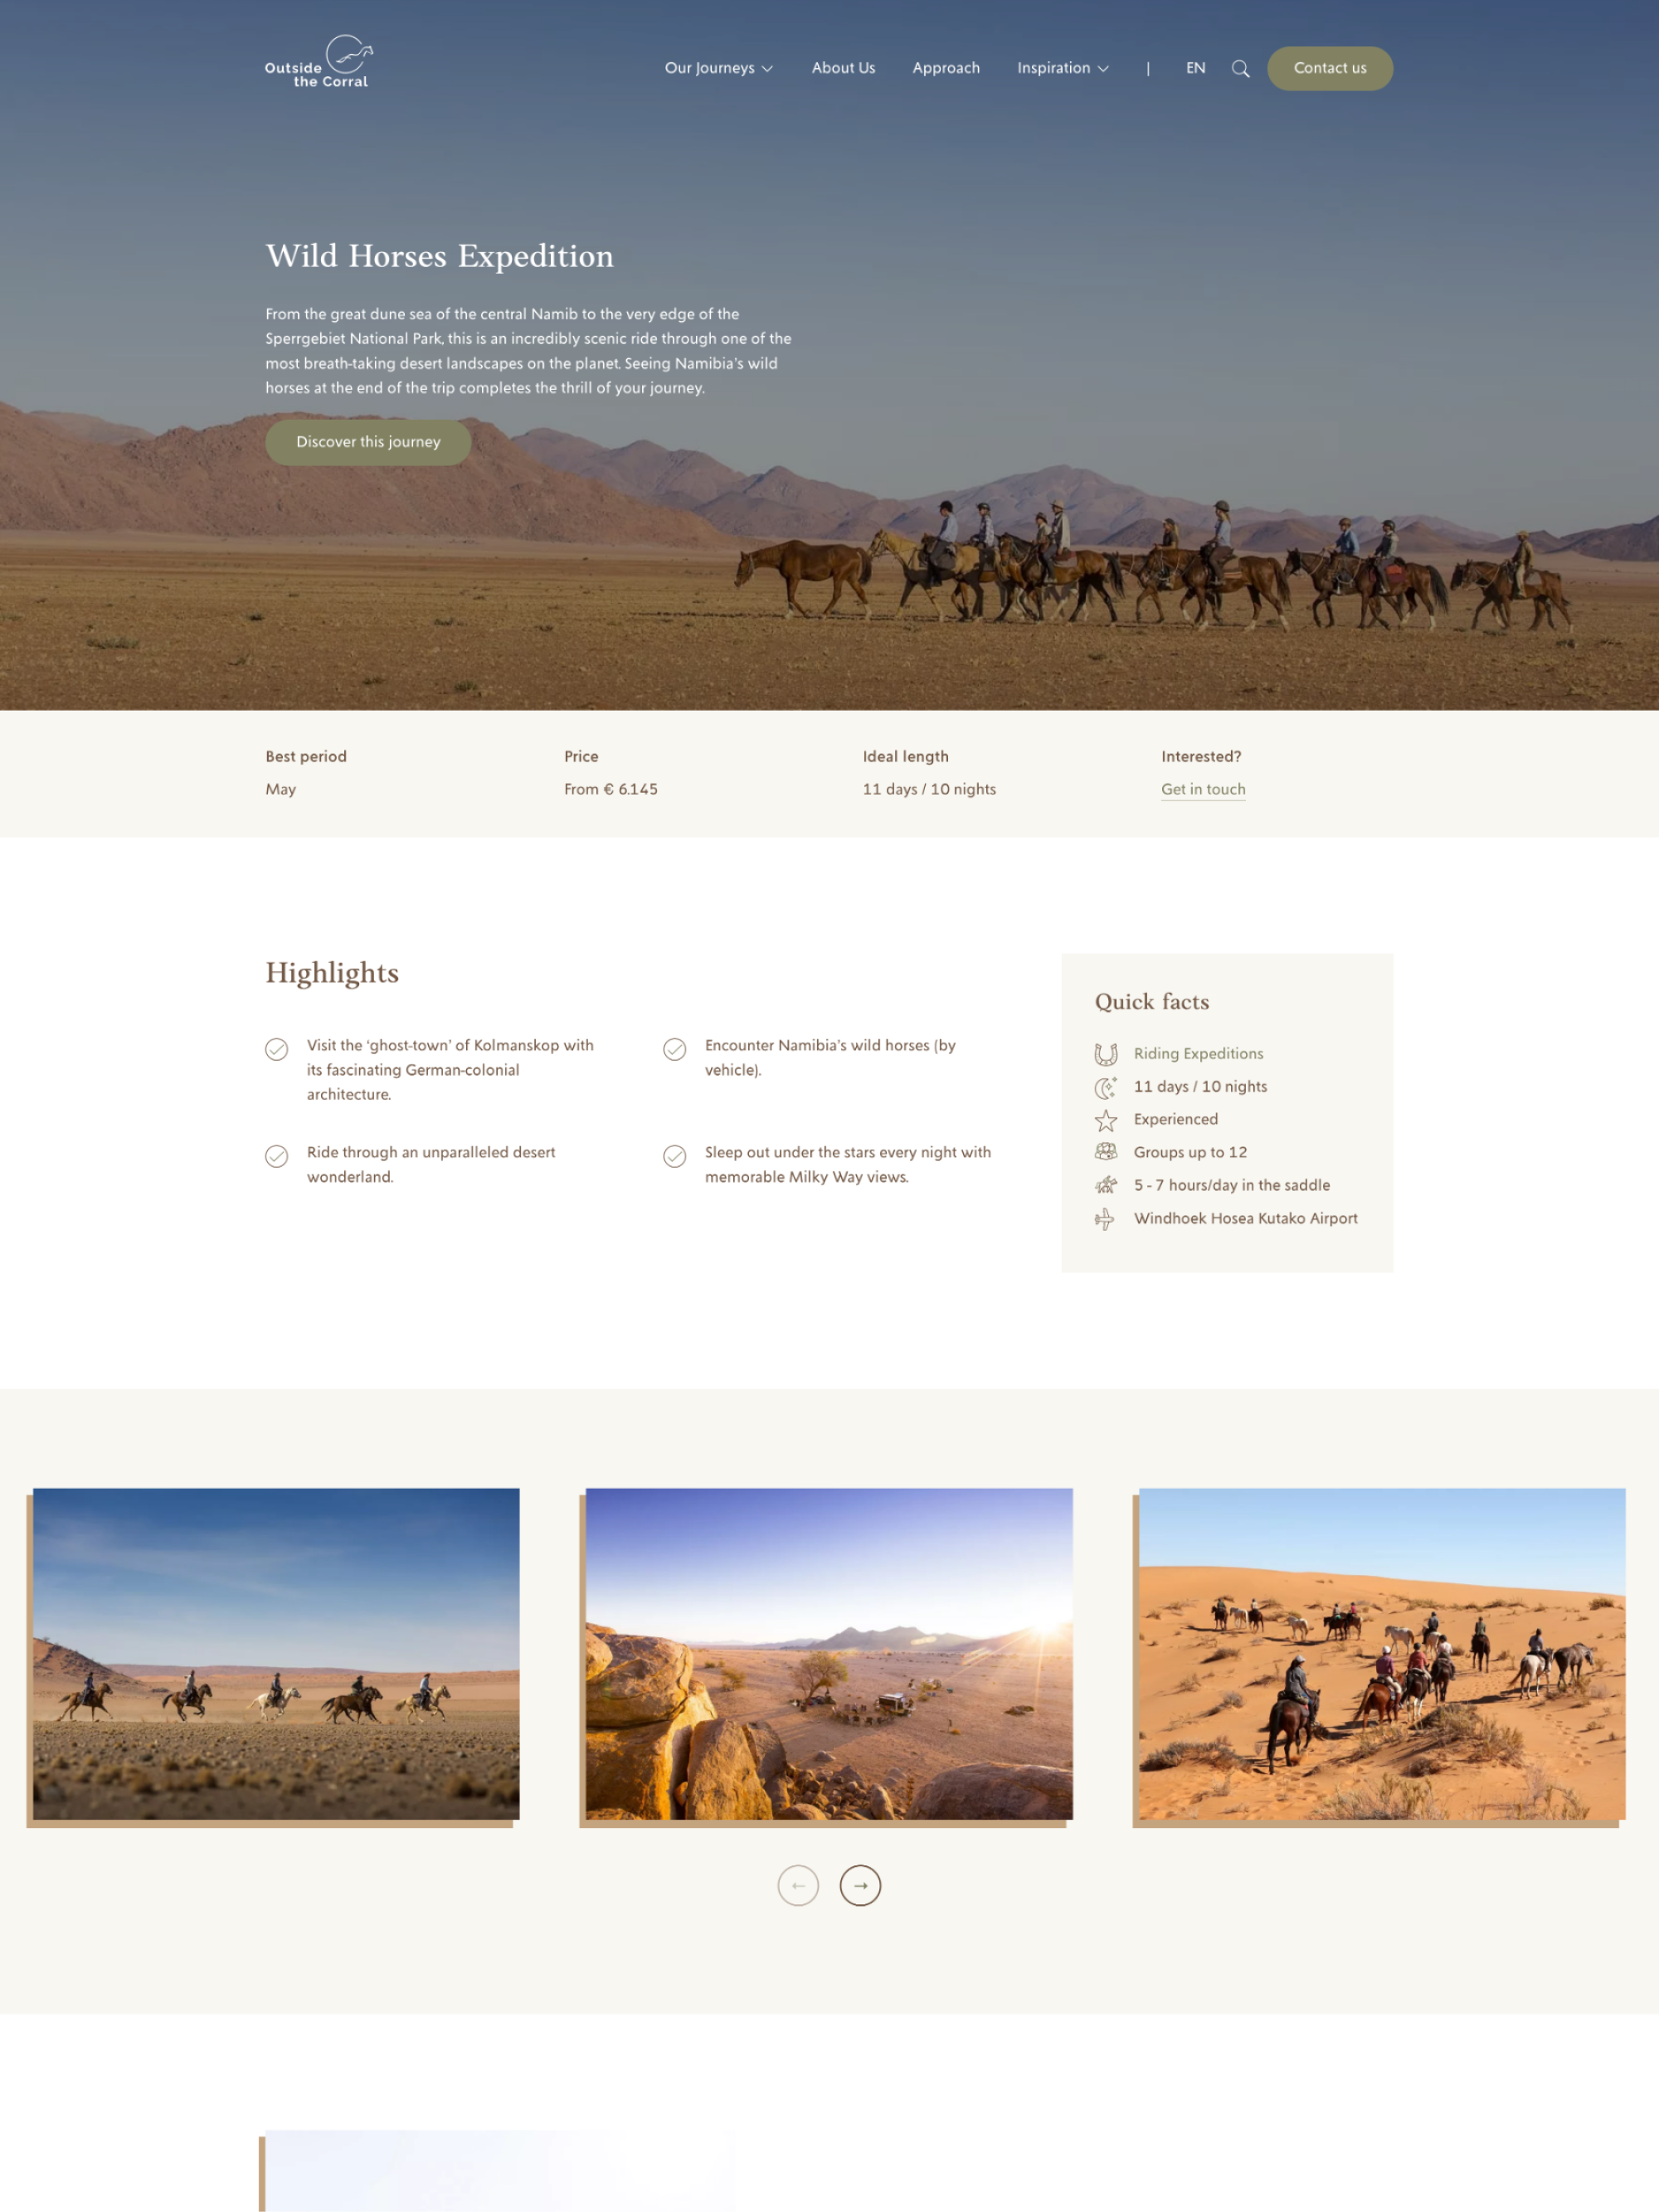 Outside
the Corral
Our Journeys
About Us
Approach
Inspiration
|
EN
Contact us
Wild Horses Expedition
From the great dune sea of the central Namib to the very edge of the
Sperrgebiet National Park, this is an incredibly scenic ride through one of the
most breath-taking desert landscapes on the planet. Seeing Namibia's wild
horses at the end of the trip completes the thrill of your journey.
Discover this journey
Best period
May
Price
From € 6.145
Ideal length
11 days / 10 nights
Interested?
Get in touch
Highlights
Visit the ‘ghost-town’ of Kolmanskop with
its fascinating German-colonial
architecture.
Encounter Namibia's wild horses (by
vehicle).
Ride through an unparalleled desert
wonderland.
Sleep out under the stars every night with
memorable Milky Way views.
Quick facts
Riding Expeditions
11 days / 10 nights
Experienced
Groups up to 12
5 - 7 hours/day in the saddle
Windhoek Hosea Kutako Airport